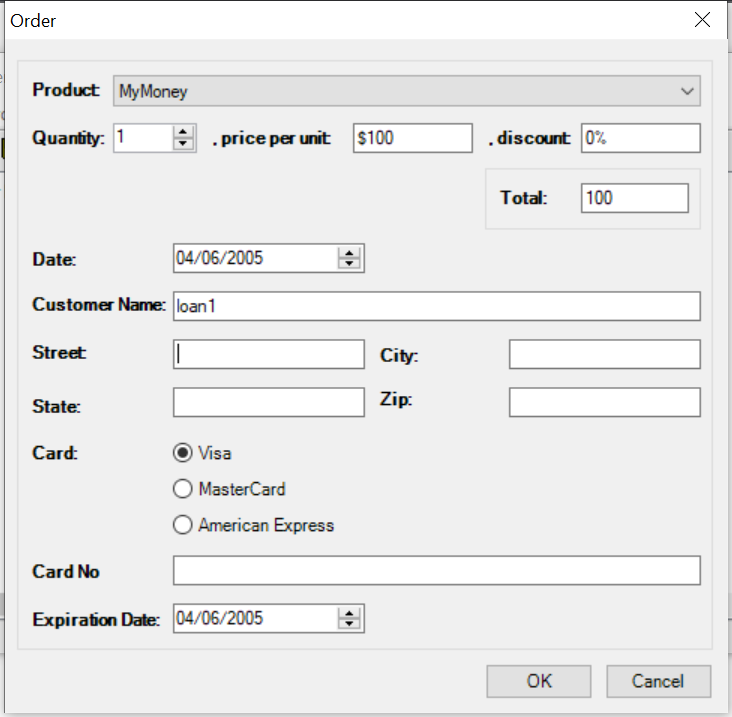 Order
Product: MyMoney
Quantity: 1 , price per unit: $100 , discount: 0%
Total: 100
Date: 04/06/2005
Customer Name: loan1
Street: City:
State: Zip:
Card: Visa
MasterCard
American Express
Card No
Expiration Date: 04/06/2005
OK Cancel